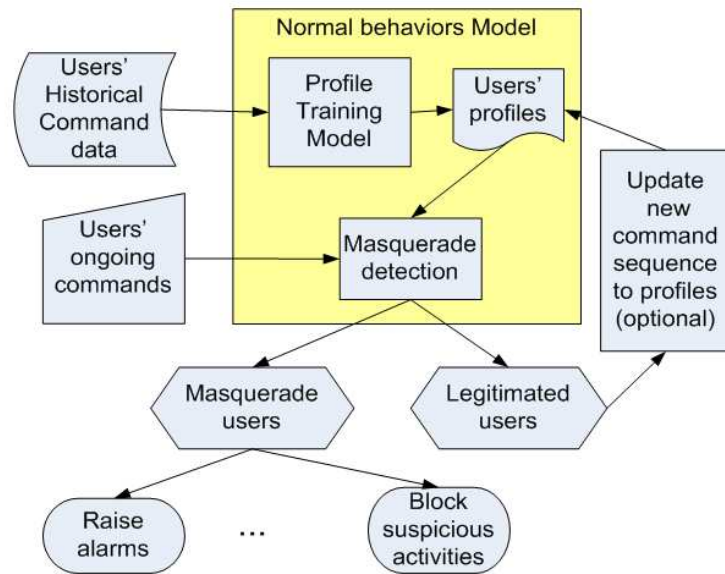 Normal behaviors Model
Users'
Historical
Command
data
Profile
Training
Model
Users'
profiles
Update
new
command
sequence
to profiles
(optional)
Users'
ongoing
commands
Masquerade
detection
Masquerade
users
Legitimated
users
Raise
alarms
...
Block
suspicious
activities